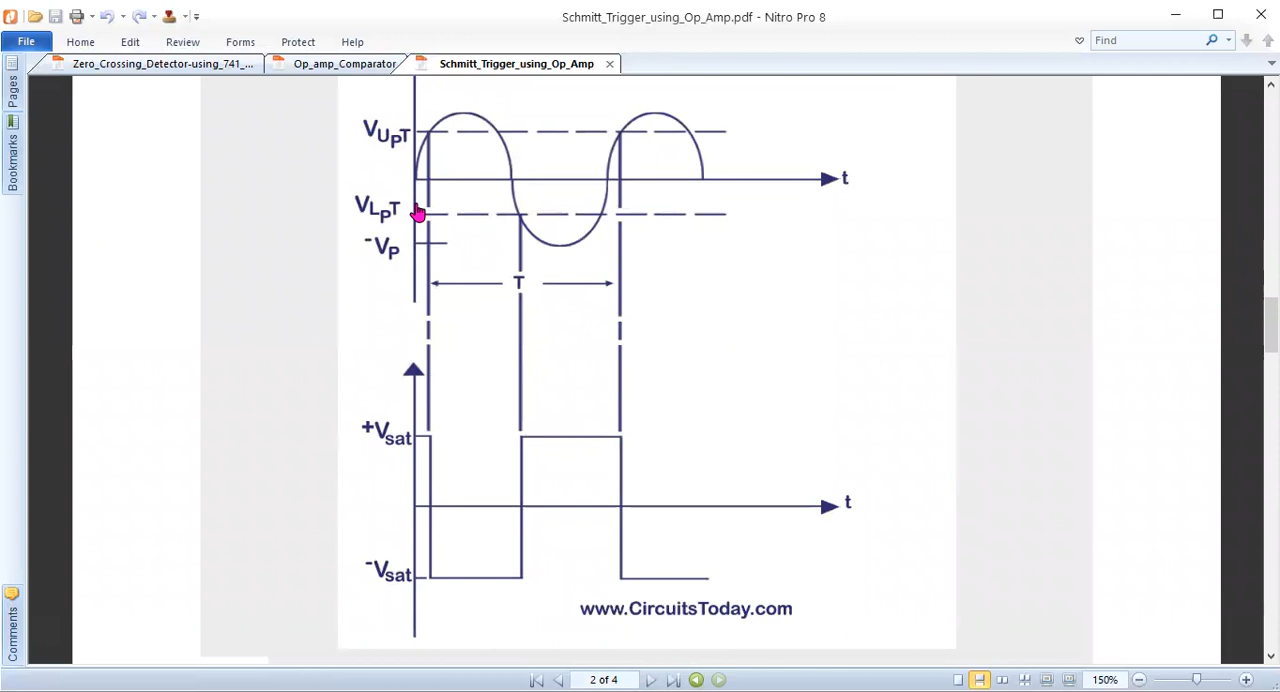 Schmitt_Trigger_using_Op_Amp.pdf - Nitro Pro 8
File Home Edit Review Forms Protect Help Find
Zero_Crossing_Detector-using_741_... Op_amp_Comparator Schmitt_Trigger_using_Op_Amp
Pages
Bookmarks
Comments
VUPT
t
VLPT
-VP
T
+Vsat
t
-Vsat
www.CircuitsToday.com
2 of 4 150%